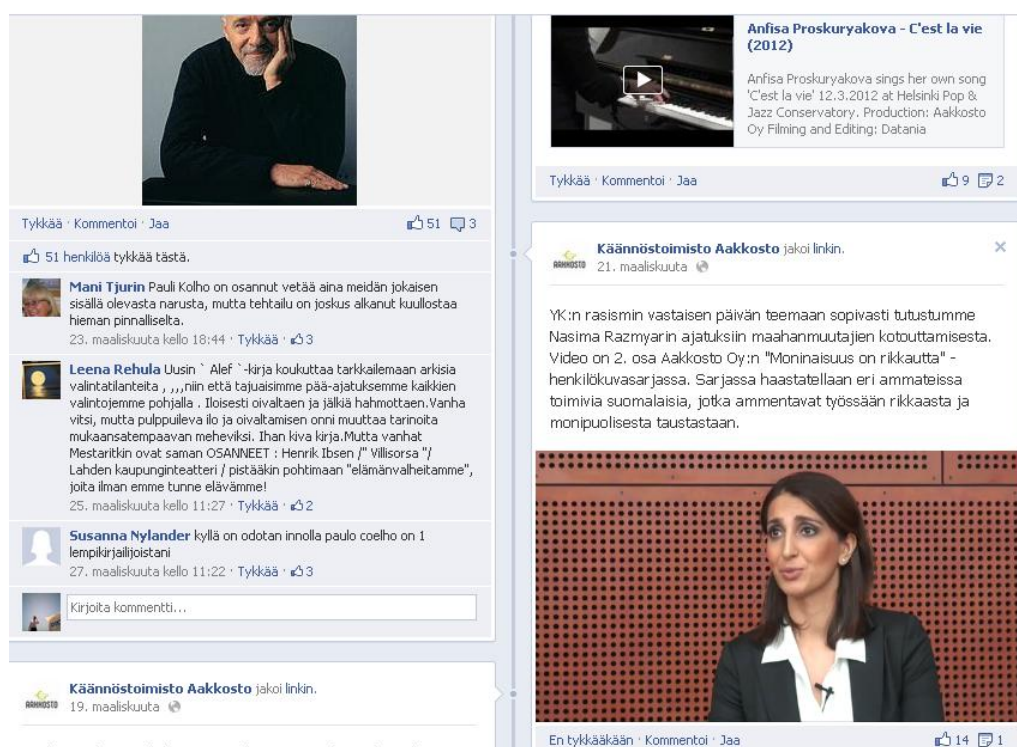 Tykkää · Kommentoi · Jaa 51 3
51 henkilöä tykkää tästä.
Mani Tjurin Pauli Kolho on osannut vetää aina meidän jokaisen
sisällä olevasta narusta, mutta tehtailu on joskus alkanut kuullostaa
hieman pinnalliselta.
23. maaliskuuta kello 18:44 · Tykkää · 3
Leena Rehula Uusin ` Alef `-kirja koukuttaa tarkkailemaan arkisia
valintatilanteita , ,,,niin että tajuaisimme pää-ajatuksemme kaikkien
valintojemme pohjalla . Iloisesti oivaltaen ja jälkiä hahmottaen.Vanha
vitsi, mutta pulppuileva ilo ja oivaltamisen onni muuttaa tarinoita
mukaansatempaavan meheviksi. Ihan kiva kirja.Mutta vanhat
Mestaritkin ovat saman OSANNEET : Henrik Ibsen /" Villisorsa "/
Lahden kaupunginteatteri / pistääkin pohtimaan "elämänvalheitamme",
joita ilman emme tunne elävämme!
25. maaliskuuta kello 11:27 · Tykkää · 2
Susanna Nylander kyllä on odotan innolla paulo coelho on 1
lempikirjailijoistani
27. maaliskuuta kello 11:22 · Tykkää · 3
Kirjoita kommentti...
AAKKOSTO
Käännöstoimisto Aakkosto jakoi linkin.
19. maaliskuuta
Anfisa Proskuryakova - C'est la vie
(2012)
Anfisa Proskuryakova sings her own song
'C'est la vie' 12.3.2012 at Helsinki Pop &
Jazz Conservatory. Production: Aakkosto
Oy Filming and Editing: Datania
Tykkää · Kommentoi · Jaa 9 2
AAKKOSTO
Käännöstoimisto Aakkosto jakoi linkin.
21. maaliskuuta
YK:n rasismin vastaisen päivän teemaan sopivasti tutustumme
Nasima Razmyarin ajatuksiin maahanmuutajien kotouttamisesta.
Video on 2. osa Aakkosto Oy:n "Moninaisuus on rikkautta" -
henkilökuvasarjassa. Sarjassa haastatellaan eri ammateissa
toimivia suomalaisia, jotka ammentavat työssään rikkaasta ja
monipuolisesta taustastaan.
En tykkääkään · Kommentoi · Jaa 14 1